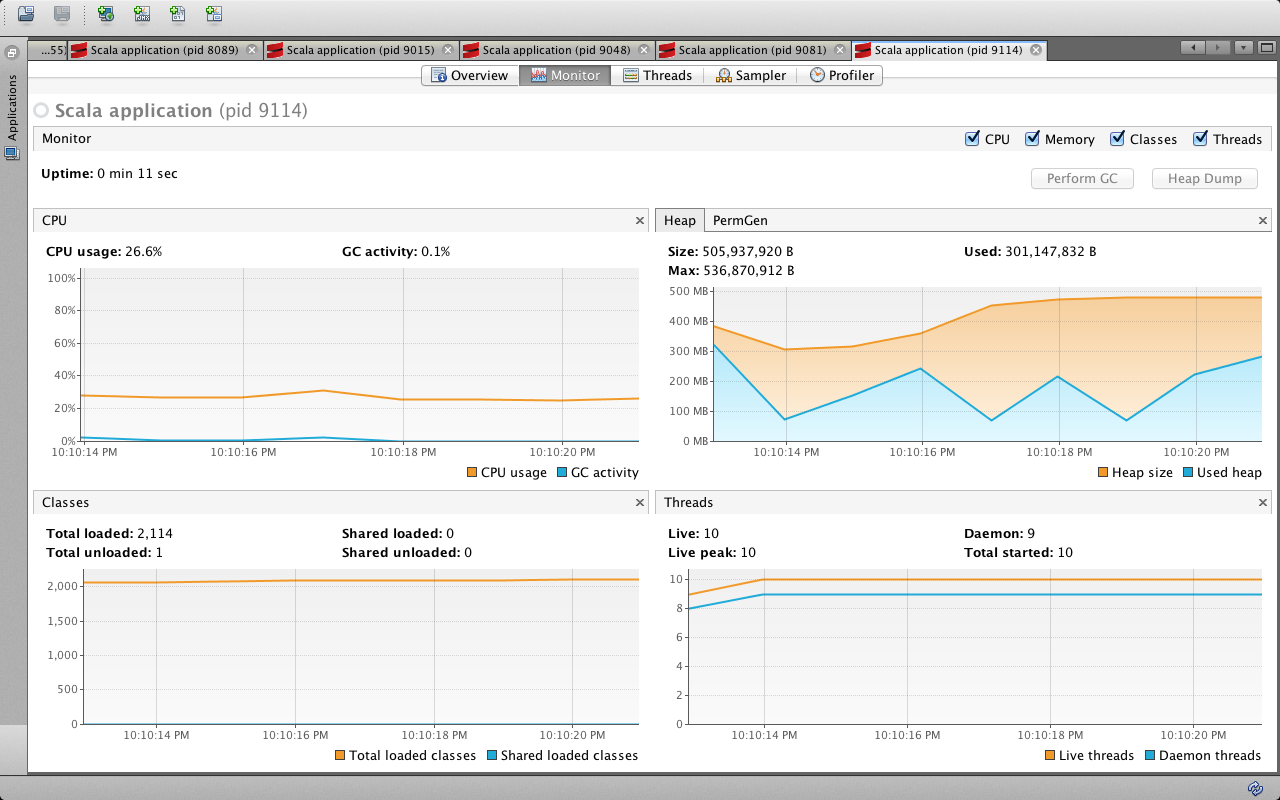 ...55)
Scala application (pid 8089)
Scala application (pid 9015)
Scala application (pid 9048)
Scala application (pid 9081)
Scala application (pid 9114)
Applications
Overview
Monitor
Threads
Sampler
Profiler
Scala application (pid 9114)
Monitor
CPU
Memory
Classes
Threads
Uptime: 0 min 11 sec
Perform GC
Heap Dump
CPU
CPU usage: 26.6%
GC activity: 0.1%
100%
80%
60%
40%
20%
0%
10:10:14 PM
10:10:16 PM
10:10:18 PM
10:10:20 PM
CPU usage
GC activity
Heap
PermGen
Size: 505,937,920 B
Used: 301,147,832 B
Max: 536,870,912 B
500 MB
400 MB
300 MB
200 MB
100 MB
0 MB
10:10:14 PM
10:10:16 PM
10:10:18 PM
10:10:20 PM
Heap size
Used heap
Classes
Total loaded: 2,114
Shared loaded: 0
Total unloaded: 1
Shared unloaded: 0
2,000
1,500
1,000
500
0
10:10:14 PM
10:10:16 PM
10:10:18 PM
10:10:20 PM
Total loaded classes
Shared loaded classes
Threads
Live: 10
Daemon: 9
Live peak: 10
Total started: 10
10
8
6
4
2
0
10:10:14 PM
10:10:16 PM
10:10:18 PM
10:10:20 PM
Live threads
Daemon threads